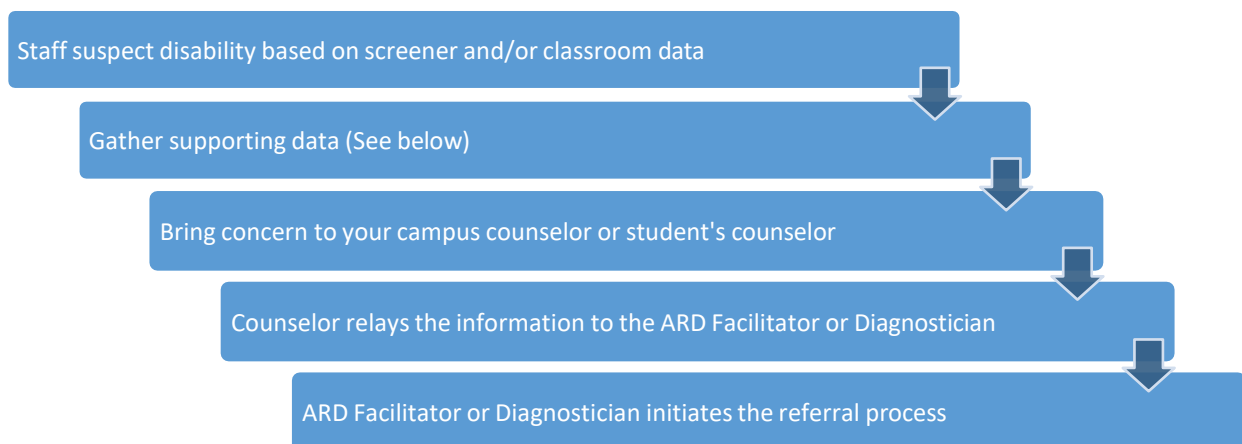 Staff suspect disability based on screener and/or classroom data
Gather supporting data (See below)
Bring concern to your campus counselor or student's counselor
Counselor relays the information to the ARD Facilitator or Diagnostician
ARD Facilitator or Diagnostician initiates the referral process